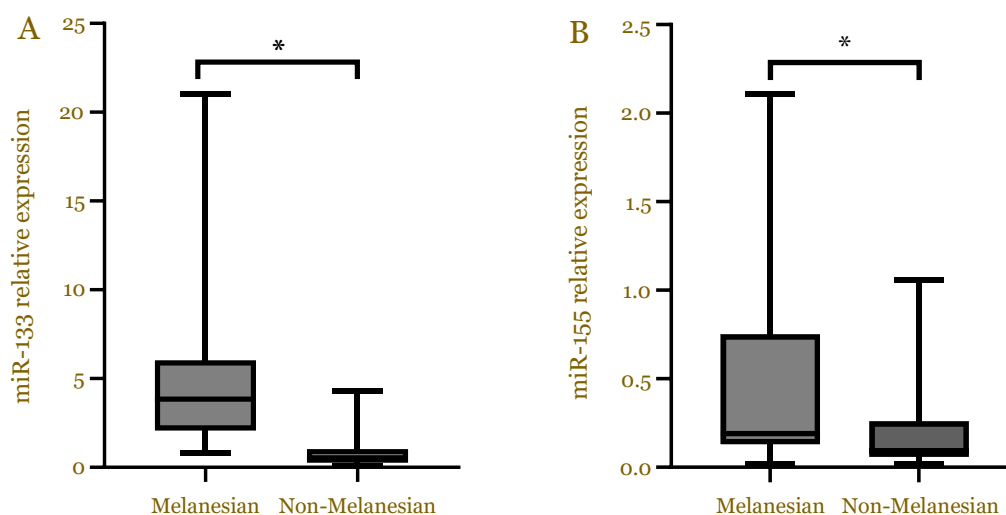 A
*
miR-133 relative expression
25
20
15
10
5
0
Melanesian Non-Melanesian
B
*
miR-155 relative expression
2.5
2.0
1.5
1.0
0.5
0.0
Melanesian Non-Melanesian